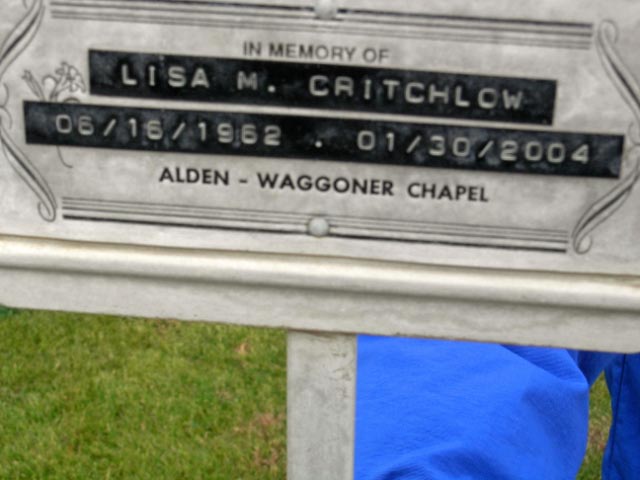 IN MEMORY OF
LISA M. CRITCHLOW
06/16/1962 . 01/30/2004
ALDEN - WAGGONER CHAPEL